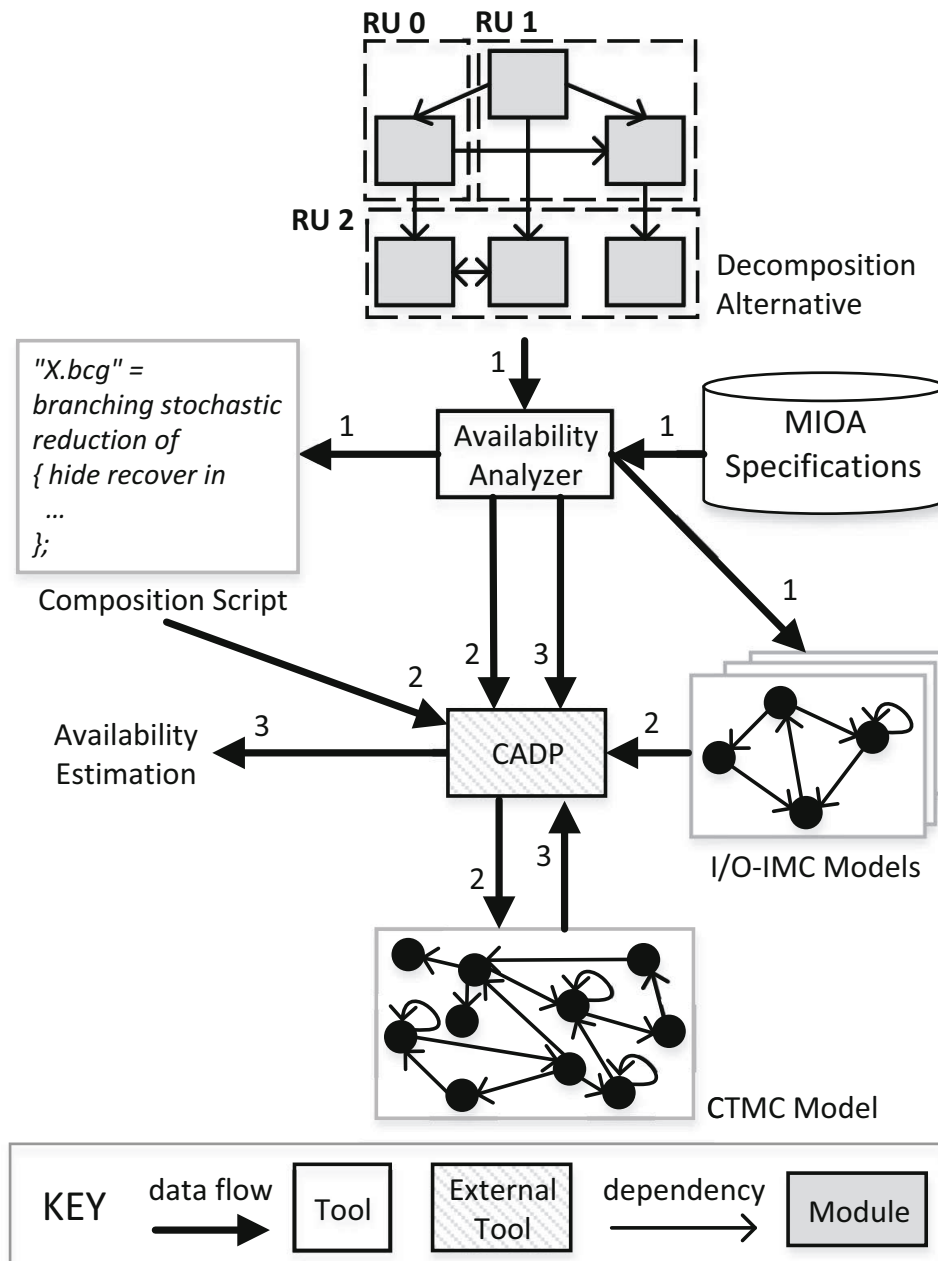 RU 0
RU 1
RU 2
Decomposition
Alternative
1
"X.bcg" =
branching stochastic
reduction of
{ hide recover in
...
};
1
Availability
Analyzer
1
MIOA
Specifications
Composition Script
1
2
2
3
Availability
Estimation
3
CADP
2
I/O-IMC Models
2
3
CTMC Model
KEY
data flow
Tool
External
Tool
dependency
Module